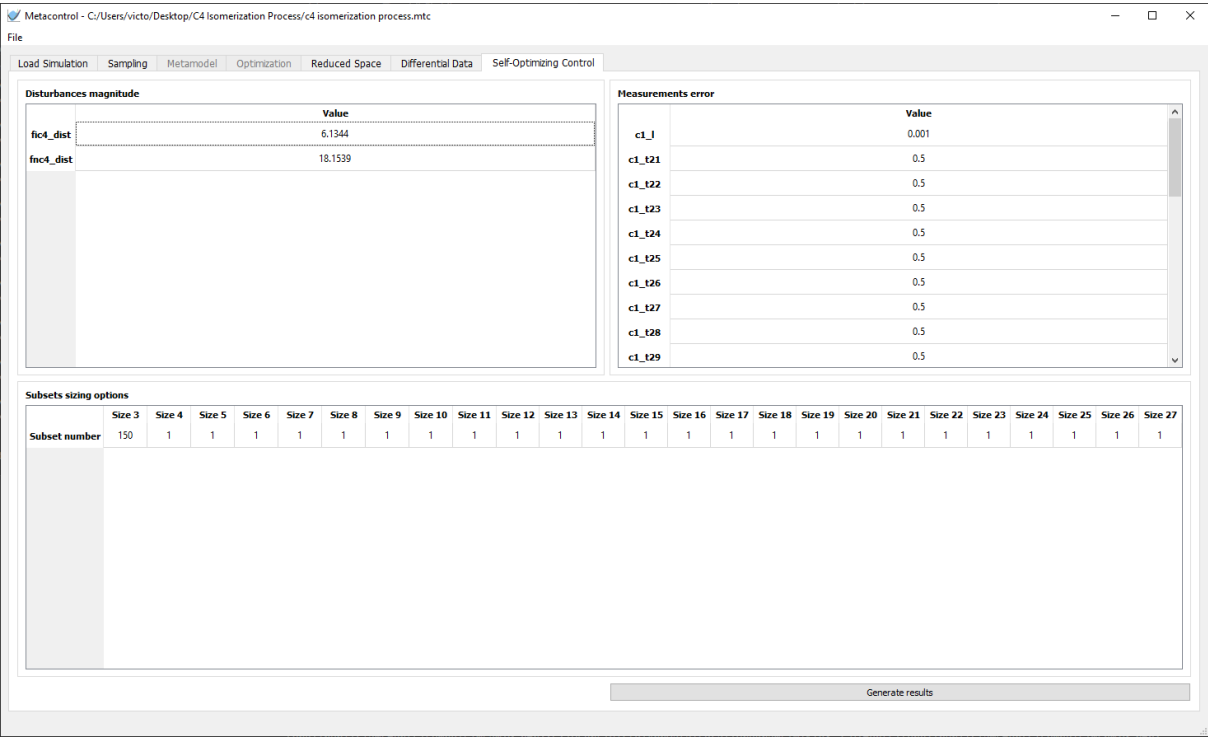 Metacontrol - C:/Users/victo/Desktop/C4 Isomerization Process/c4 isomerization process.mtc
File
Load Simulation Sampling Metamodel Optimization Reduced Space Differential Data Self-Optimizing Control
Disturbances magnitude
Value
fic4_dist 6.1344
fnc4_dist 18.1539
Measurements error
Value
c1_l 0.001
c1_t21 0.5
c1_t22 0.5
c1_t23 0.5
c1_t24 0.5
c1_t25 0.5
c1_t26 0.5
c1_t27 0.5
c1_t28 0.5
c1_t29 0.5
Subsets sizing options
Size 3 Size 4 Size 5 Size 6 Size 7 Size 8 Size 9 Size 10 Size 11 Size 12 Size 13 Size 14 Size 15 Size 16 Size 17 Size 18 Size 19 Size 20 Size 21 Size 22 Size 23 Size 24 Size 25 Size 26 Size 27
Subset number 150 1 1 1 1 1 1 1 1 1 1 1 1 1 1 1 1 1 1 1 1 1 1 1 1
Generate results